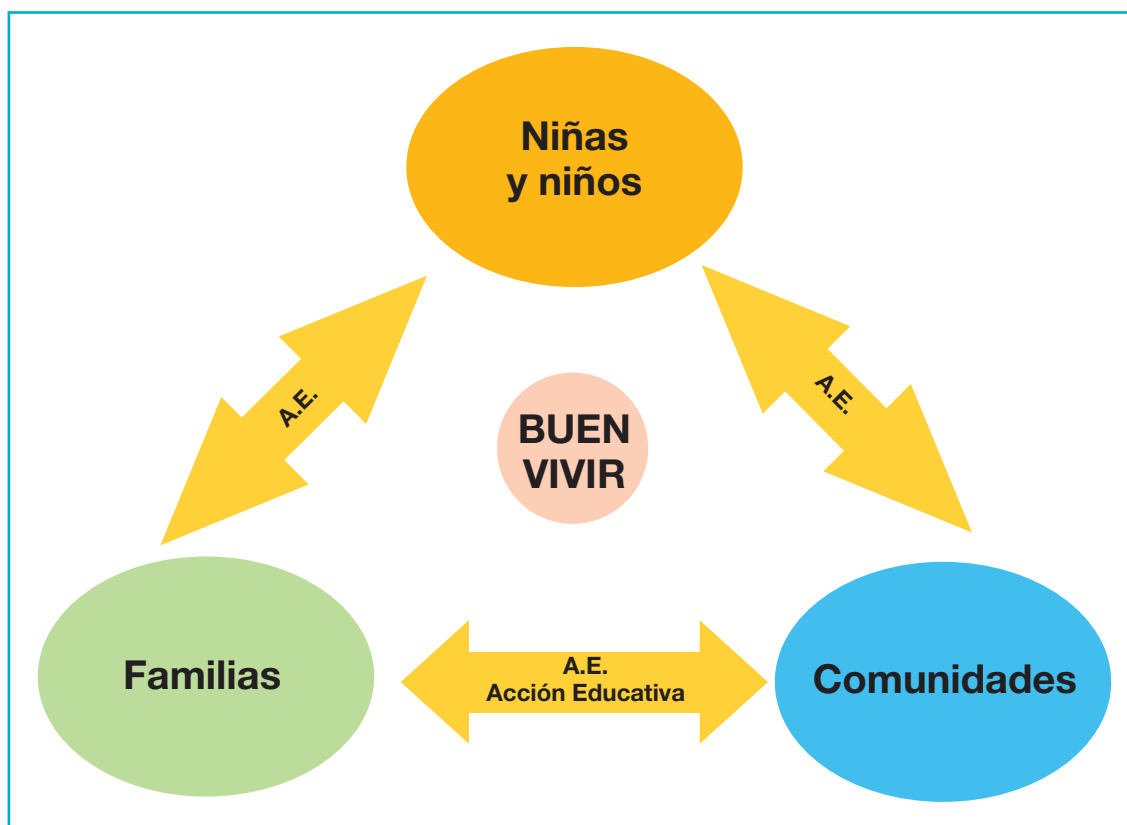 Niñas
y niños
A.E.
A.E.
BUEN
VIVIR
Familias
A.E.
Acción Educativa
Comunidades